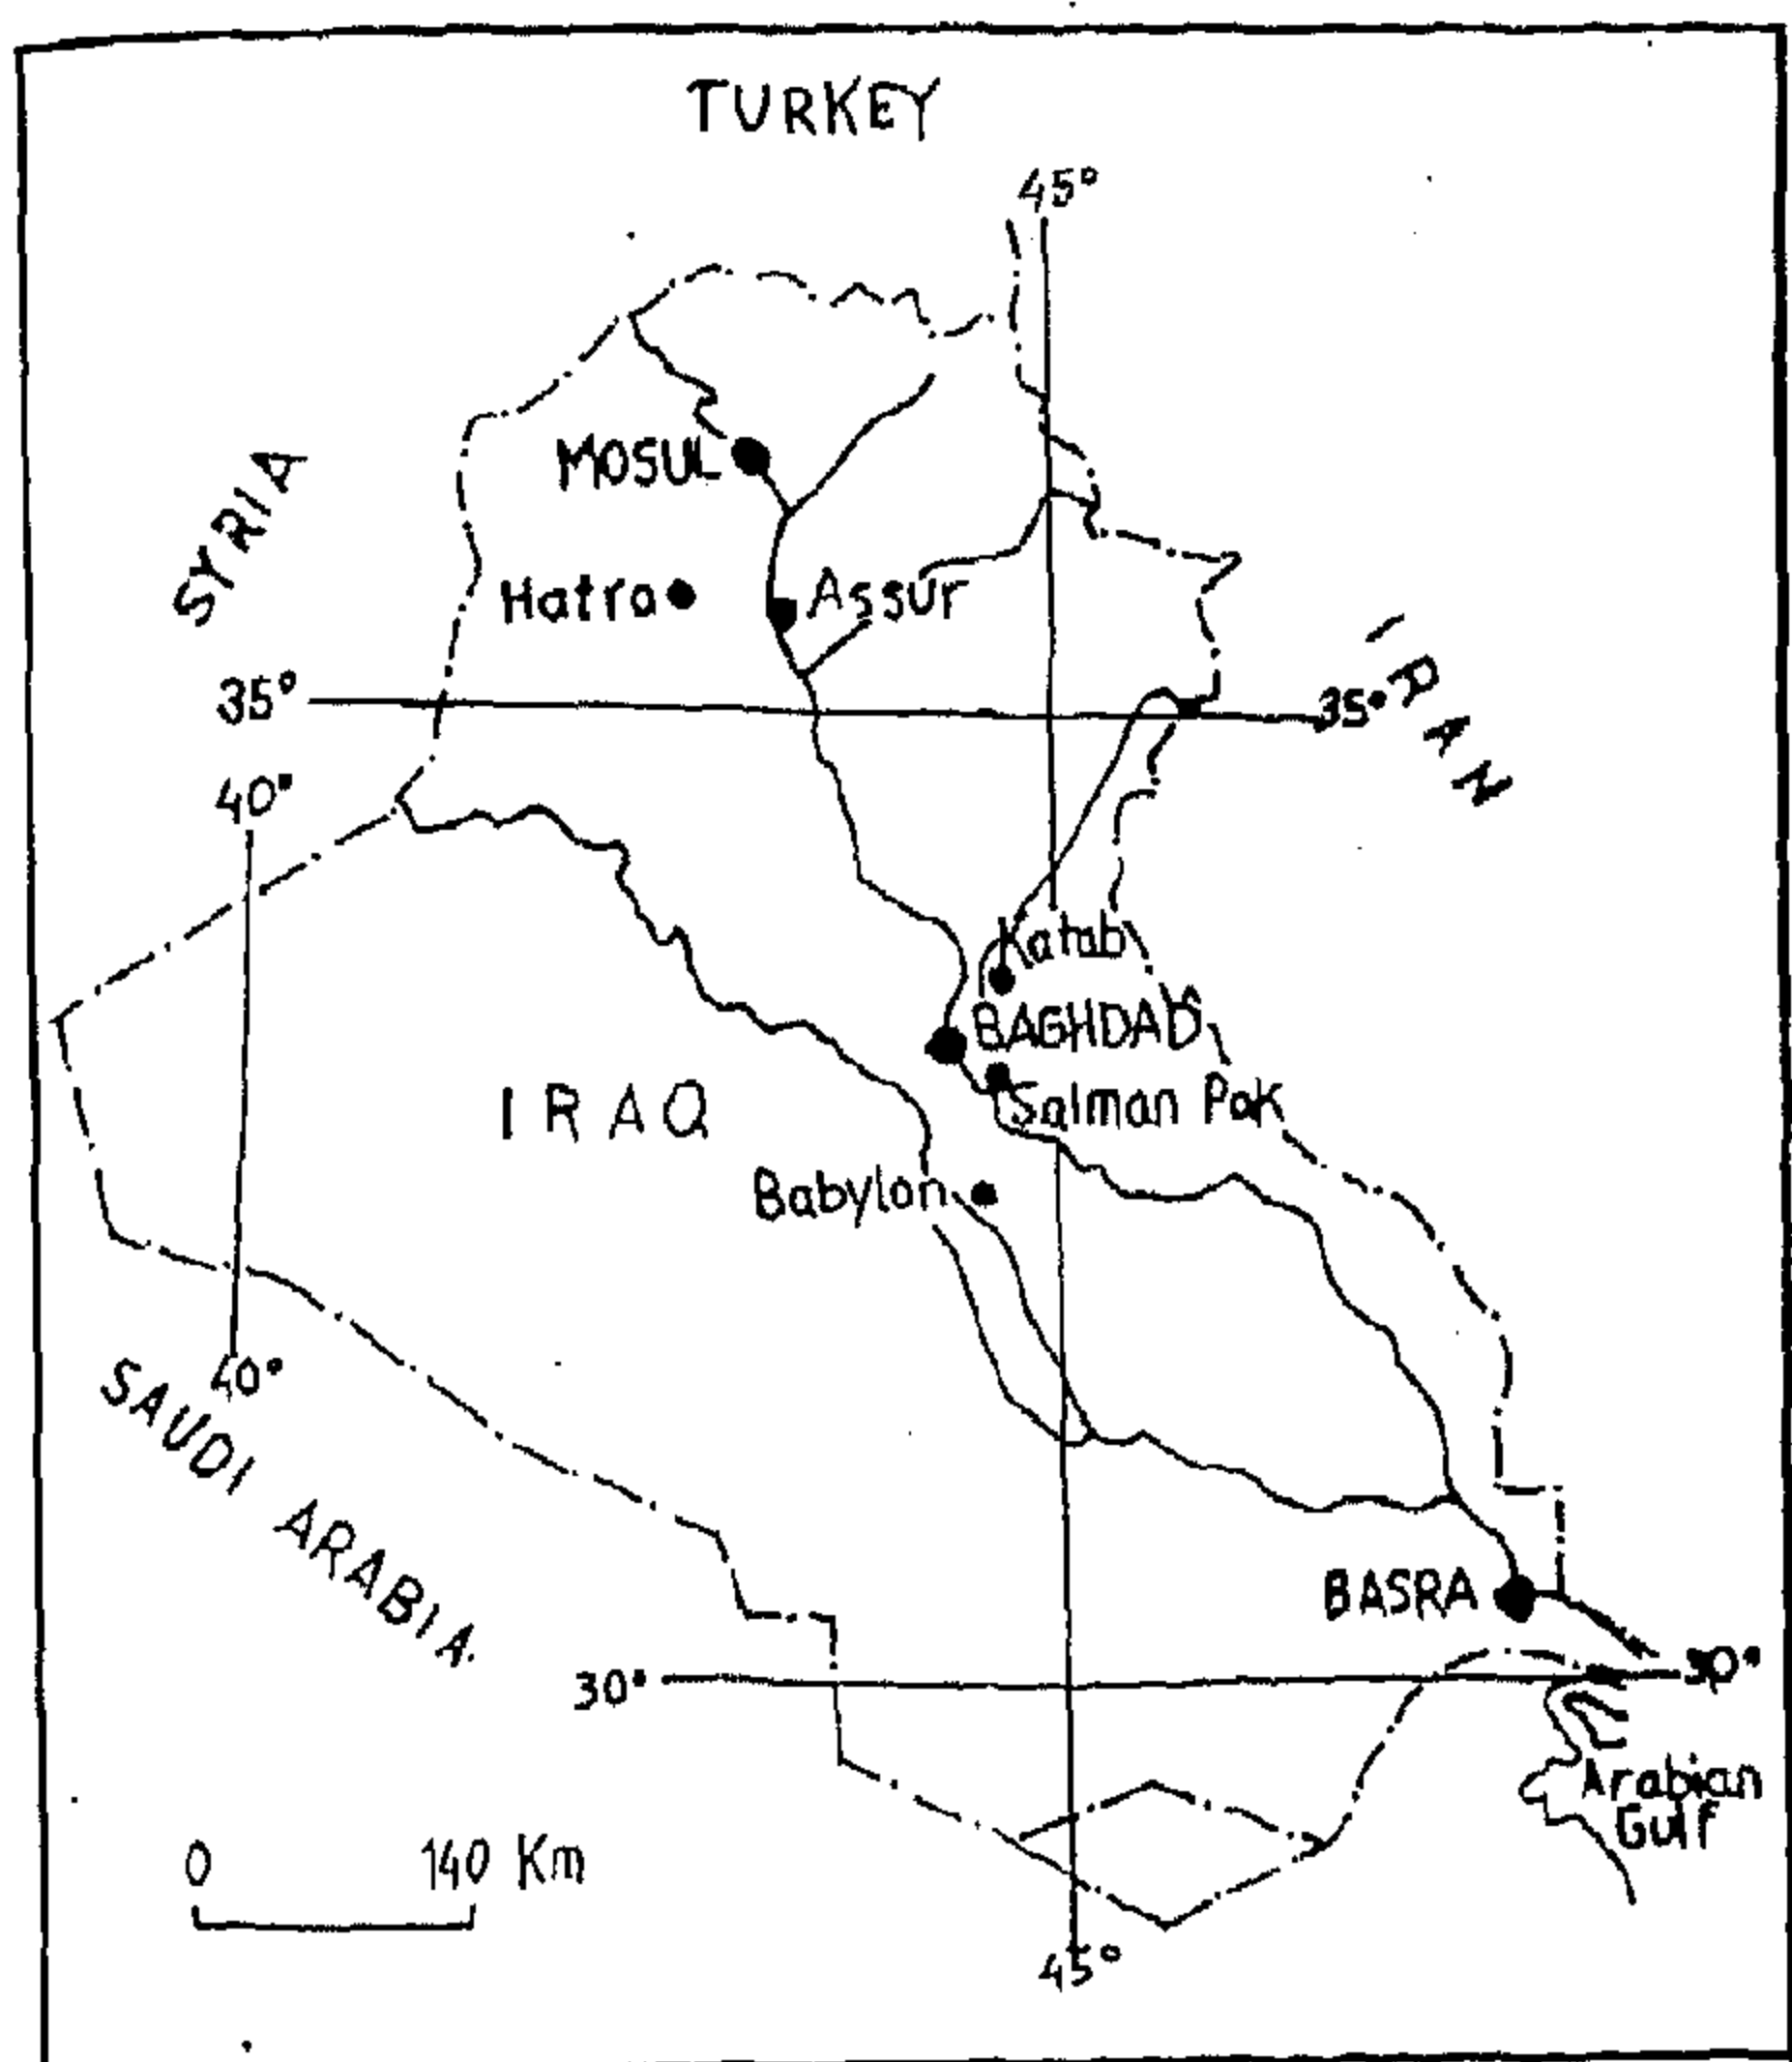 TURKEY
45°
MOSUL
SYRIA
Hatra
Assur
IRAN
35°
35°
40°
BAGHDAD
Salman Pak
IRAQ
Babylon
40°
SAUDI ARABIA
BASRA
30°
30°
Arabian
Gulf
0 140 Km
45°